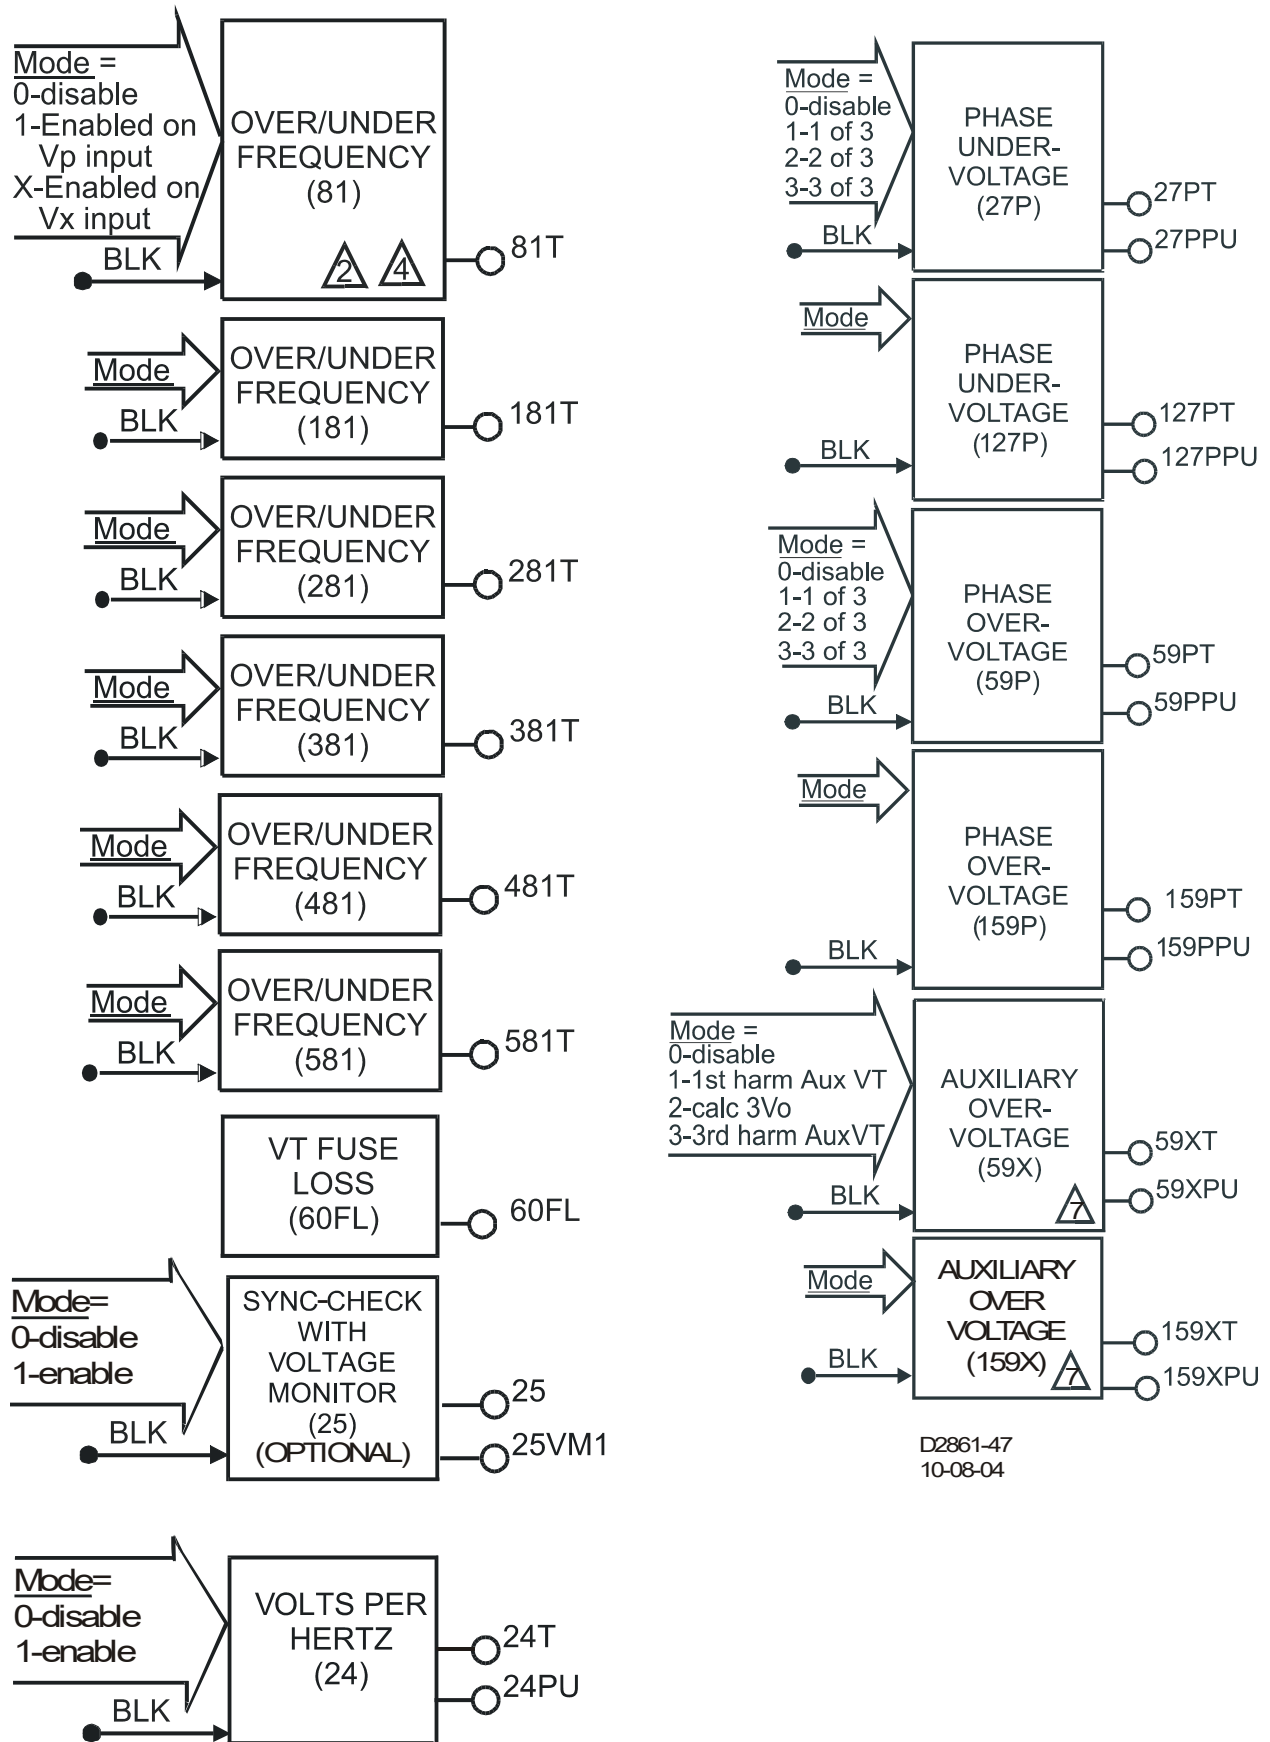 Mode =
0-disable
1-Enabled on
Vp input
X-Enabled on
Vx input
BLK
OVER/UNDER
FREQUENCY
(81)
2 4
81T
Mode
BLK
OVER/UNDER
FREQUENCY
(181)
181T
Mode
BLK
OVER/UNDER
FREQUENCY
(281)
281T
Mode
BLK
OVER/UNDER
FREQUENCY
(381)
381T
Mode
BLK
OVER/UNDER
FREQUENCY
(481)
481T
Mode
BLK
OVER/UNDER
FREQUENCY
(581)
581T
VT FUSE
LOSS
(60FL)
60FL
Mode=
0-disable
1-enable
BLK
SYNC-CHECK
WITH
VOLTAGE
MONITOR
(25)
(OPTIONAL)
25
25VM1
Mode=
0-disable
1-enable
BLK
VOLTS PER
HERTZ
(24)
24T
24PU
Mode =
0-disable
1-1 of 3
2-2 of 3
3-3 of 3
BLK
PHASE
UNDER-
VOLTAGE
(27P)
27PT
27PPU
Mode
BLK
PHASE
UNDER-
VOLTAGE
(127P)
127PT
127PPU
Mode =
0-disable
1-1 of 3
2-2 of 3
3-3 of 3
BLK
PHASE
OVER-
VOLTAGE
(59P)
59PT
59PPU
Mode
BLK
PHASE
OVER-
VOLTAGE
(159P)
159PT
159PPU
Mode =
0-disable
1-1st harm Aux VT
2-calc 3Vo
3-3rd harm AuxVT
BLK
AUXILIARY
OVER-
VOLTAGE
(59X)
7
59XT
59XPU
Mode
BLK
AUXILIARY
OVER
VOLTAGE
(159X)
7
159XT
159XPU
D2861-47
10-08-04